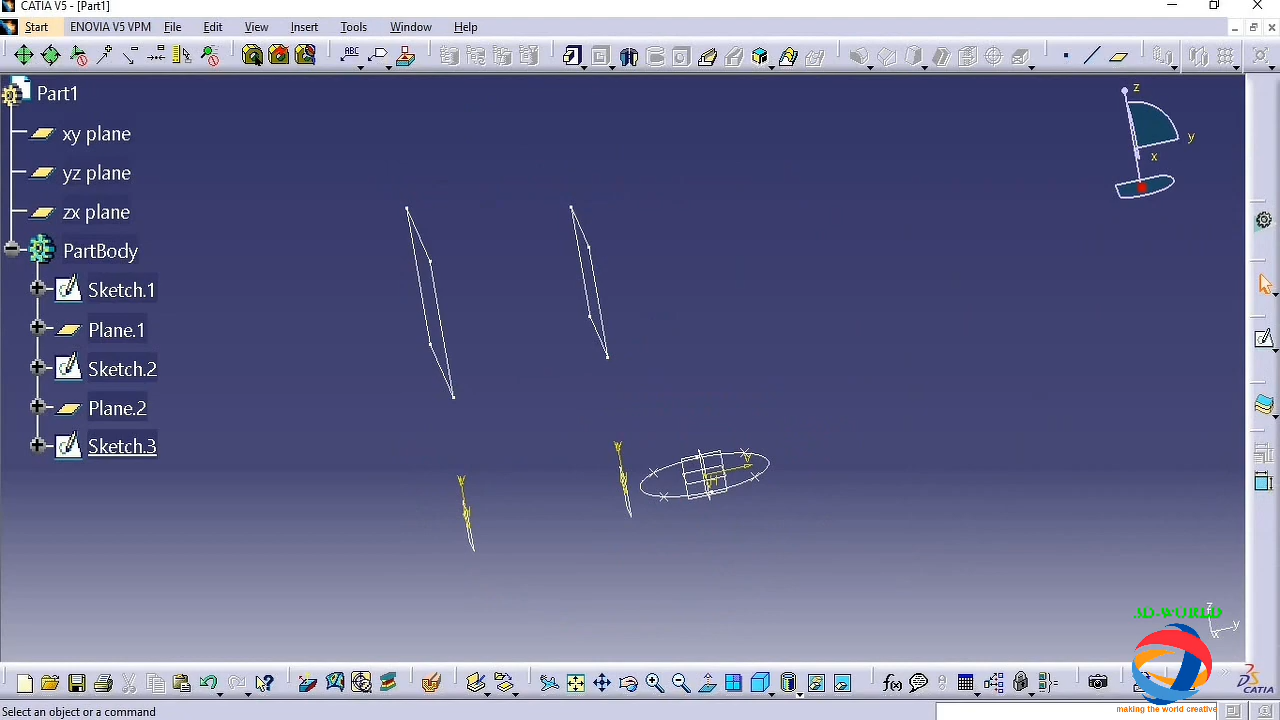 CATIA V5 - [Part1]
Start ENOVIA V5 VPM File Edit View Insert Tools Window Help
ABC
Part1
xy plane
yz plane
zx plane
PartBody
Sketch.1
Plane.1
Sketch.2
Plane.2
Sketch.3
z
y
x
3D-WORLD
y
f(x)
CATIA
making the world creative
Select an object or a command